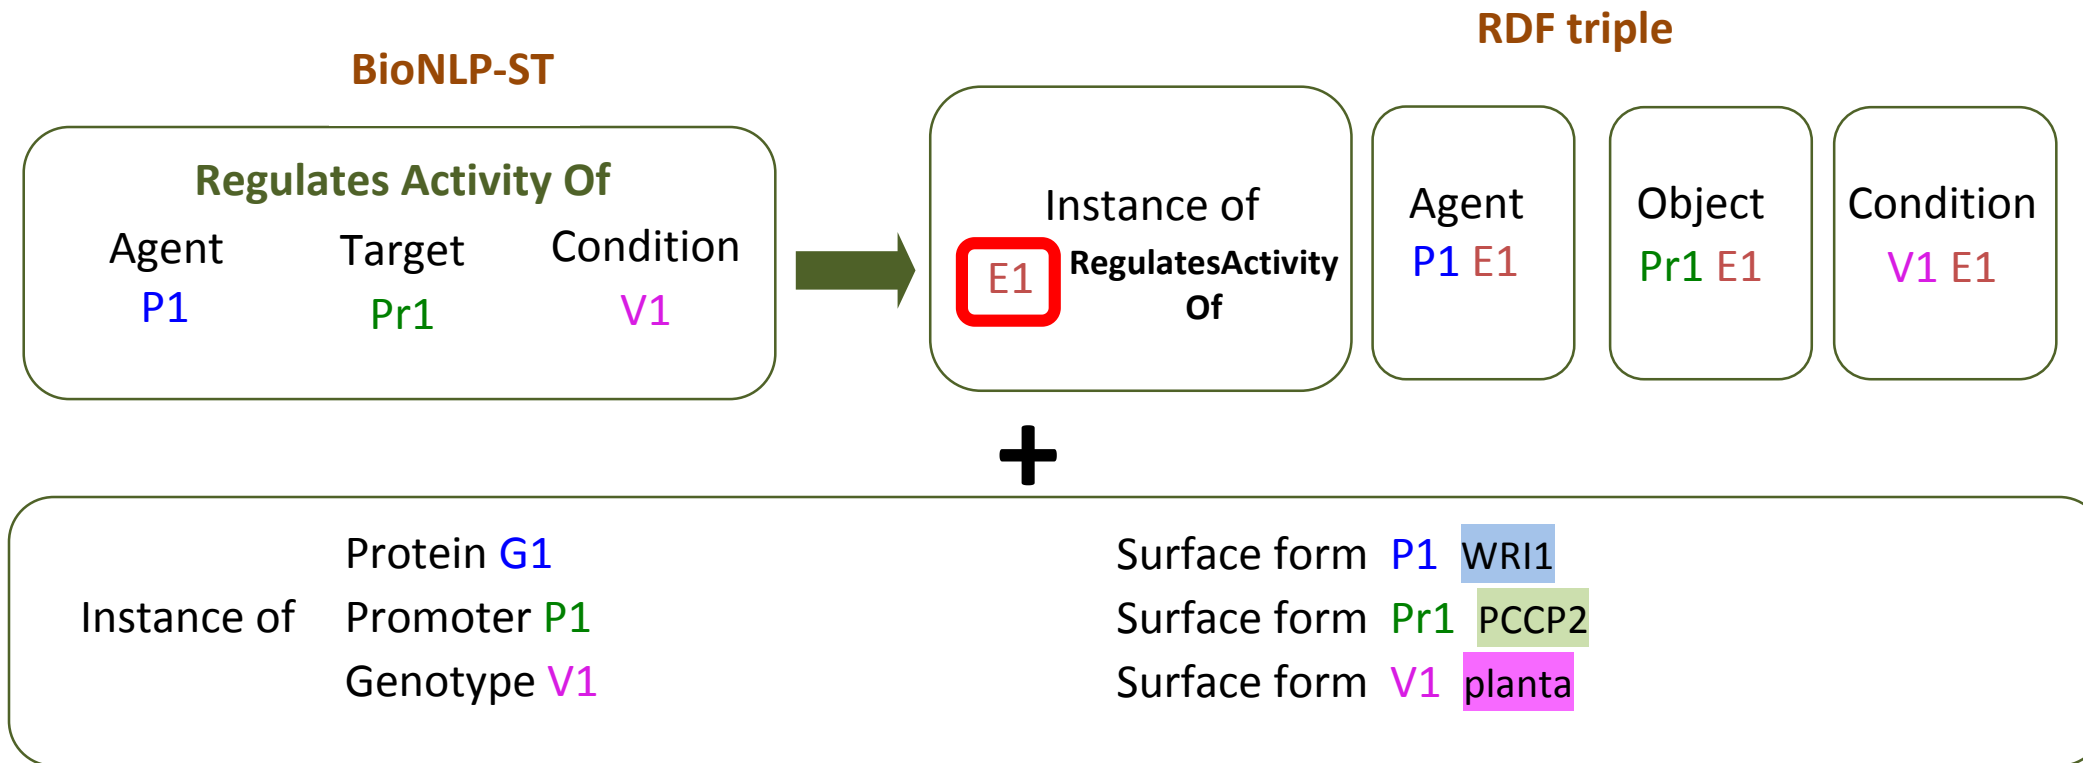 RDF triple
BioNLP-ST
Regulates Activity Of
Agent Target Condition
P1 Pr1 V1
Instance of
E1 RegulatesActivity
Of
Agent
P1 E1
Object
Pr1 E1
Condition
V1 E1
+
Instance of
Protein G1
Promoter P1
Genotype V1
Surface form P1 WRI1
Surface form Pr1 PCCP2
Surface form V1 planta